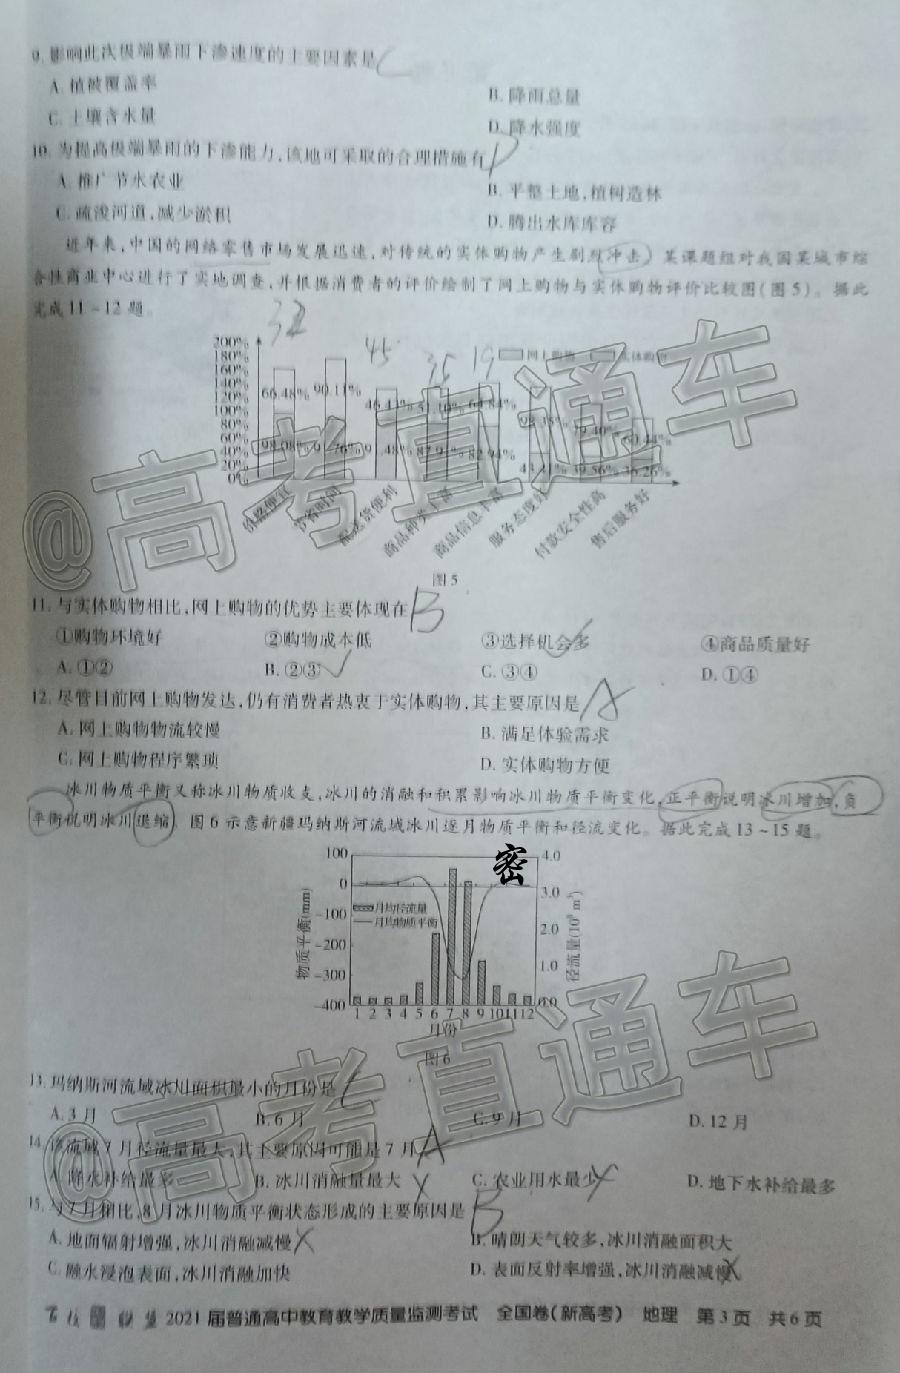 9. 影响此次极端暴雨下渗速度的主要因素是 C
A. 植被覆盖率
B. 降雨总量
C. 土壤含水量
D. 降水强度
10. 为提高极端暴雨的下渗能力,该地可采取的合理措施有
A. 推广节水农业
B. 平整土地,植树造林
C. 疏浚河道,减少淤积
D. 腾出水库库容
近年来,中国的网络零售市场发展迅速,对传统的实体购物产生剧烈冲击。某课题组对我国某城市综
合性商业中心进行了实地调查,并根据消费者的评价绘制了网上购物与实体购物评价比较图(图5)。据此
完成11~12题。
32 45 35 19
网上购物 实体购物
200%
180%
160%
140%
120%
100%
80%
60%
40%
20%
0%
66.48% 90.11% 46.43% 51.10%
98.08% 87.91% 82.94% 39.56% 36.26%
价格便宜 节省时间 配送货便利 商品种类丰富 商品信息丰富 服务态度好 付款安全性高 售后服务好
图5
11. 与实体购物相比,网上购物的优势主要体现在 B
①购物环境好 ②购物成本低 ③选择机会多 ④商品质量好
A. ①② B. ②③ C. ③④ D. ①④
12. 尽管目前网上购物发达,仍有消费者热衷于实体购物,其主要原因是 A
A. 网上购物物流较慢
B. 满足体验需求
C. 网上购物程序繁琐
D. 实体购物方便
冰川物质平衡又称冰川物质收支,冰川的消融和积累影响冰川物质平衡变化,正平衡说明冰川增加,负
平衡说明冰川退缩。图6示意新疆玛纳斯河流域冰川逐月物质平衡和径流变化。据此完成13~15题。
密
100 0 -100 -200 -300 -400
物质平衡(mm)
月均径流量
月均物质平衡
4.0 3.0 2.0 1.0 0.0
1 2 3 4 5 6 7 8 9 10 11 12
月份
图6
13. 玛纳斯河流域冰川面积最小的月份是 C
A. 3月 B. 6月 C. 9月 D. 12月
14. 该流域7月径流量最大,其主要原因可能是7月 A
A. 降水补给最多 B. 冰川消融量最大 C. 农业用水最少 D. 地下水补给最多
15. 与7月相比,8月冰川物质平衡状态形成的主要原因是 B
A. 地面辐射增强,冰川消融减慢
B. 晴朗天气较多,冰川消融面积大
C. 融水浸泡表面,冰川消融加快
D. 表面反射率增强,冰川消融减慢
2021届普通高中教育教学质量监测考试 全国卷(新高考) 地理 第3页 共6页
@高考直通车
@高考直通车